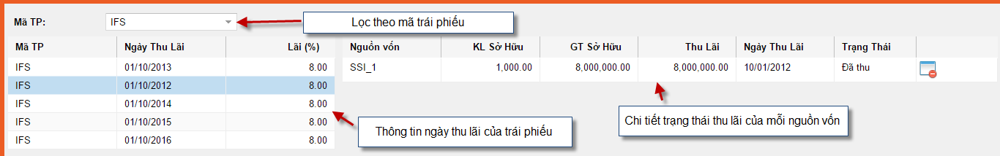 Mã TP: IFS Lọc theo mã trái phiếu
Mã TP Ngày Thu Lãi Lãi (%) Nguồn vốn KL Sở Hữu GT Sở Hữu Thu Lãi Ngày Thu Lãi Trạng Thái
IFS 01/10/2013 8.00 SSI_1 1,000.00 8,000,000.00 8,000,000.00 10/01/2012 Đã thu
IFS 01/10/2012 8.00
IFS 01/10/2014 8.00
IFS 01/10/2015 8.00
IFS 01/10/2016 8.00
Chi tiết trạng thái thu lãi của mỗi nguồn vốn
Thông tin ngày thu lãi của trái phiếu